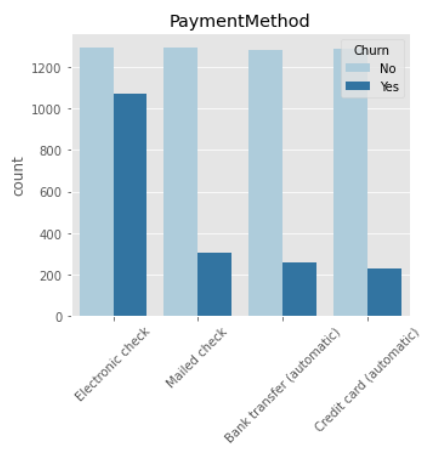 PaymentMethod
Churn
No
Yes
1200
1000
800
600
400
200
0
count
Electronic check
Mailed check
Bank transfer (automatic)
Credit card (automatic)